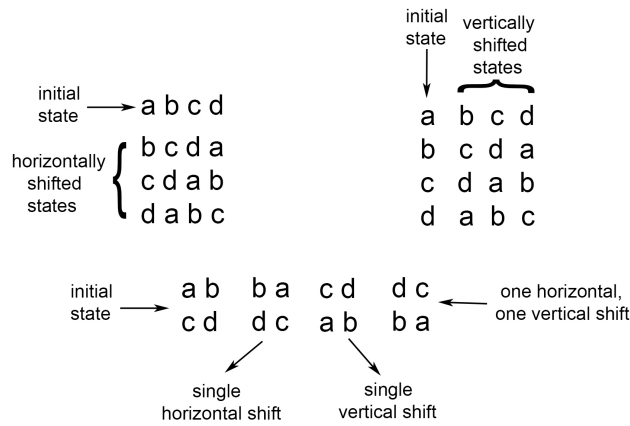 initial
state
a b c d
horizontally
shifted
states
b c d a
c d a b
d a b c
initial
state
vertically
shifted
states
a b c d
b c d a
c d a b
d a b c
initial
state
a b b a c d d c
c d d c a b b a
one horizontal,
one vertical shift
single
horizontal shift
single
vertical shift